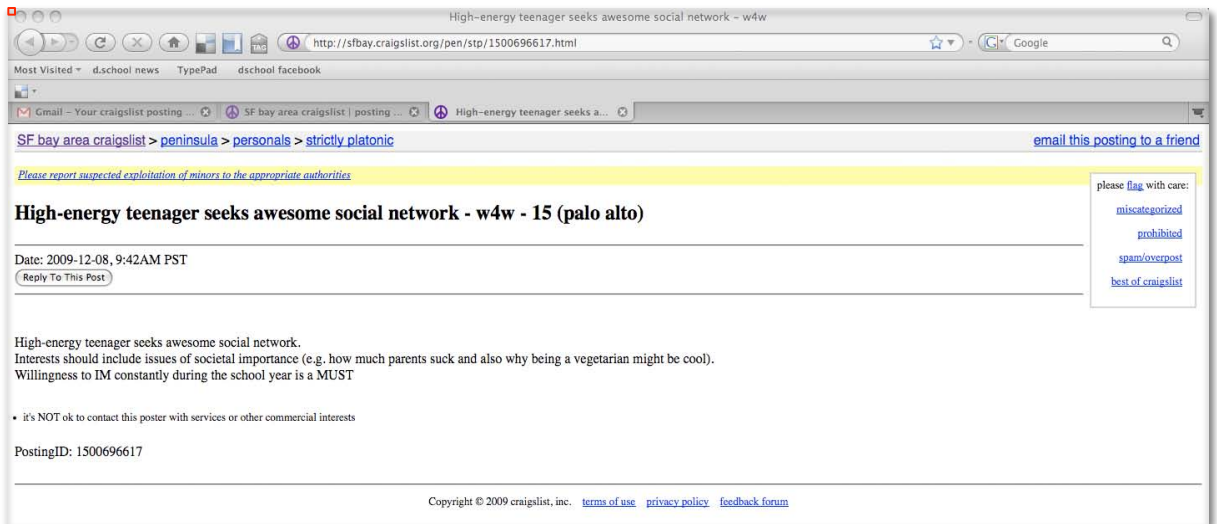 High-energy teenager seeks awesome social network - w4w
http://sfbay.craigslist.org/pen/stp/1500696617.html
Google
Most Visited d.school news TypePad dschool facebook
Gmail - Your craigslist posting ... SF bay area craigslist | posting ... High-energy teenager seeks a...
SF bay area craigslist > peninsula > personals > strictly platonic
email this posting to a friend
Please report suspected exploitation of minors to the appropriate authorities
please flag with care:
miscategorized
prohibited
spam/overpost
best of craigslist
High-energy teenager seeks awesome social network - w4w - 15 (palo alto)
Date: 2009-12-08, 9:42AM PST
Reply To This Post
High-energy teenager seeks awesome social network.
Interests should include issues of societal importance (e.g. how much parents suck and also why being a vegetarian might be cool).
Willingness to IM constantly during the school year is a MUST
• it's NOT ok to contact this poster with services or other commercial interests
PostingID: 1500696617
Copyright © 2009 craigslist, inc. terms of use privacy policy feedback forum